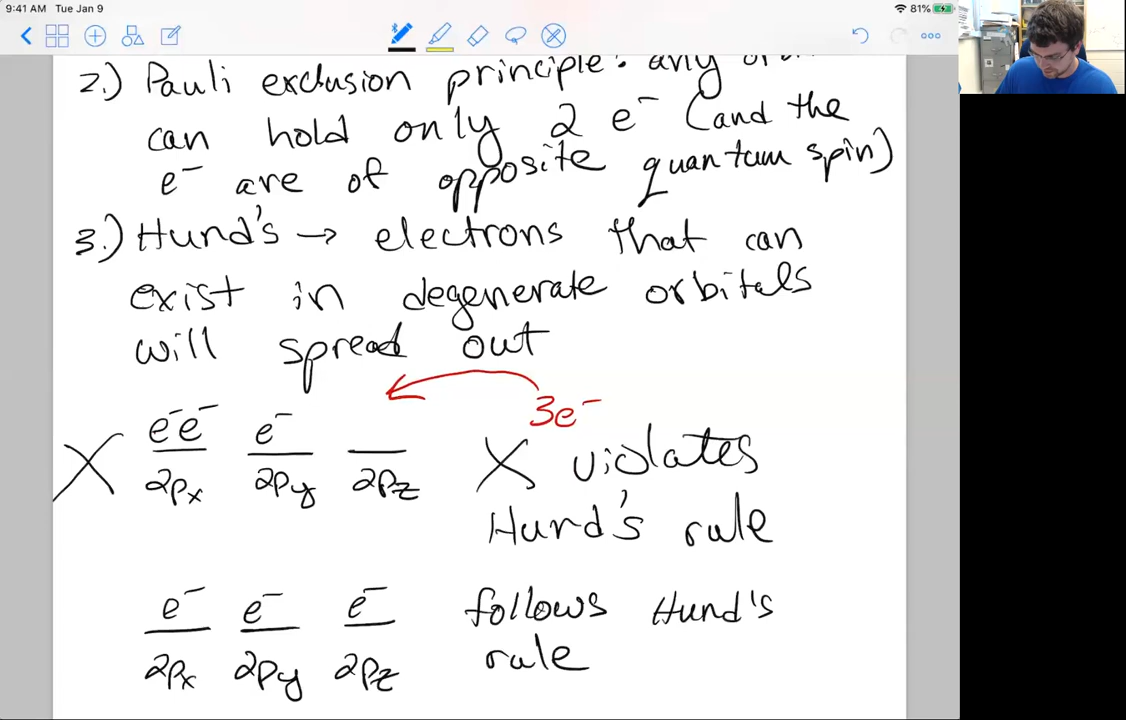 9:41 AM Tue Jan 9
81%
2.) Pauli exclusion principle: any
can hold only 2 e⁻ (and the
e⁻ are of opposite quantum spin)
3.) Hund's → electrons that can
exist in degenerate orbitals
will spread out
3e⁻
X e⁻e⁻ e⁻ X violates
2px 2py 2pz
Hund's rule
e⁻ e⁻ e⁻ follows Hund's
2px 2py 2pz rule